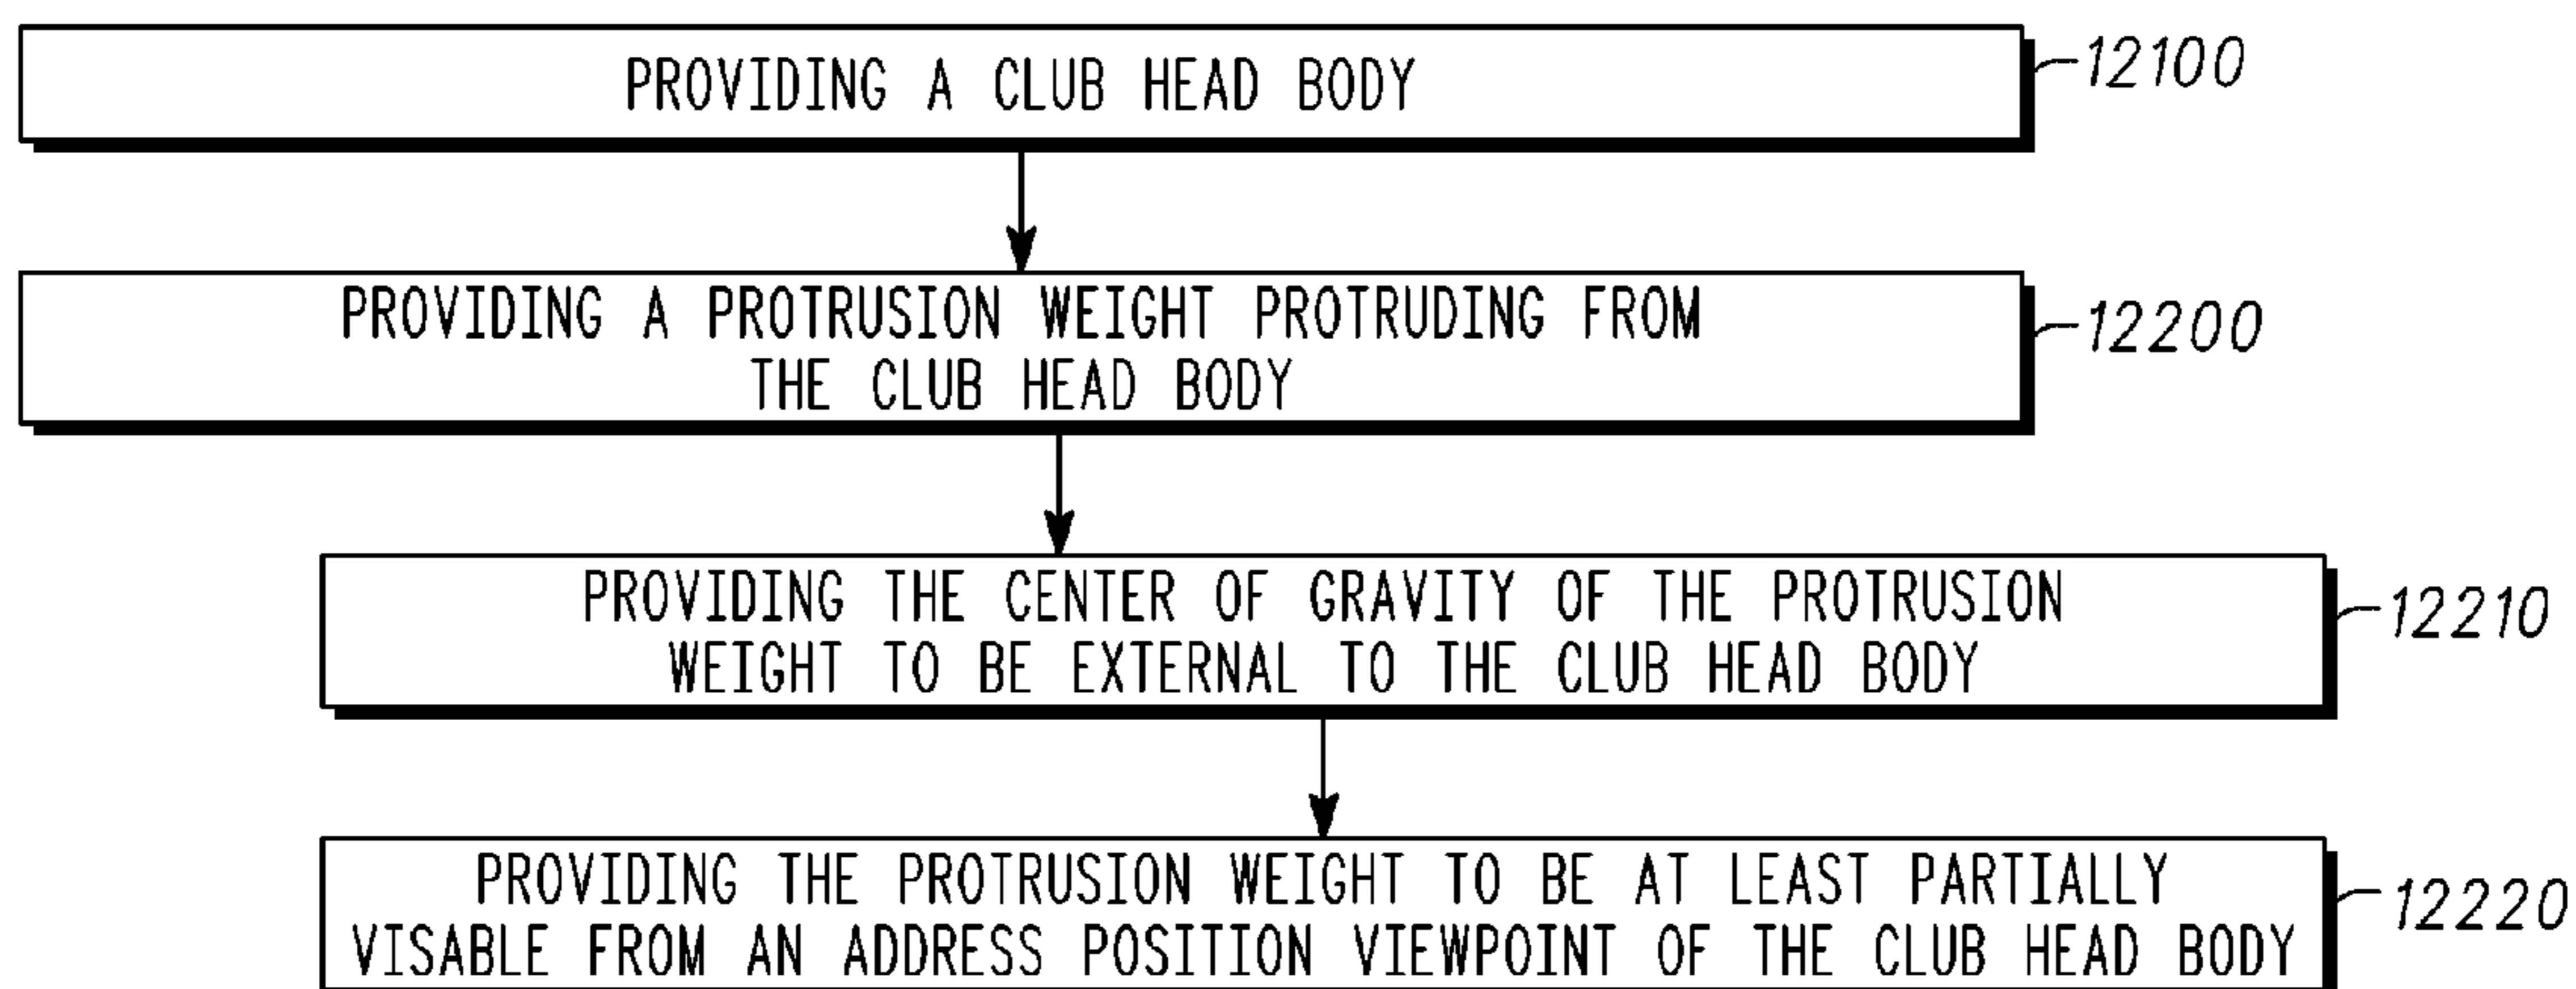 PROVIDING A CLUB HEAD BODY
12100
PROVIDING A PROTRUSION WEIGHT PROTRUDING FROM
THE CLUB HEAD BODY
12200
PROVIDING THE CENTER OF GRAVITY OF THE PROTRUSION
WEIGHT TO BE EXTERNAL TO THE CLUB HEAD BODY
12210
PROVIDING THE PROTRUSION WEIGHT TO BE AT LEAST PARTIALLY
VISABLE FROM AN ADDRESS POSITION VIEWPOINT OF THE CLUB HEAD BODY
12220